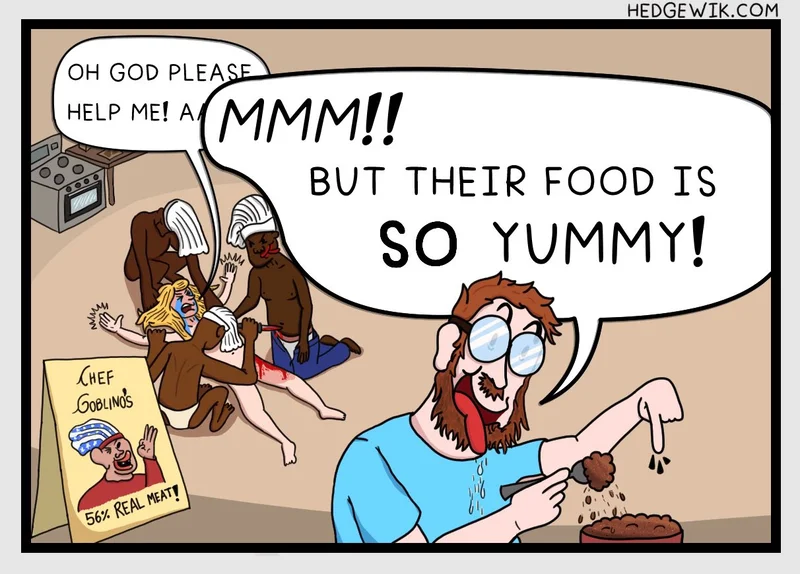 HEDGEWIK.COM
OH GOD PLEASE
HELP ME! AA
MMM!!
BUT THEIR FOOD IS
SO YUMMY!
CHEF
GOBLINO'S
56% REAL MEAT!